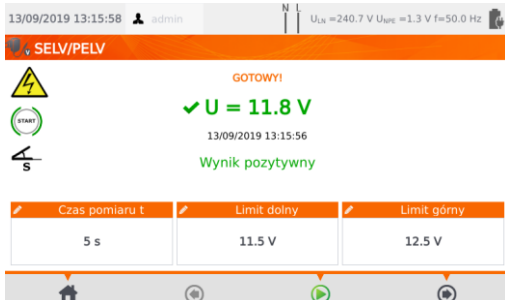 13/09/2019 13:15:58 admin N L U_LN =240.7 V U_NPE =1.3 V f=50.0 Hz
SELV/PELV
GOTOWY!
✔ U = 11.8 V
START
13/09/2019 13:15:56
S
Wynik pozytywny
Czas pomiaru t Limit dolny Limit górny
5 s 11.5 V 12.5 V